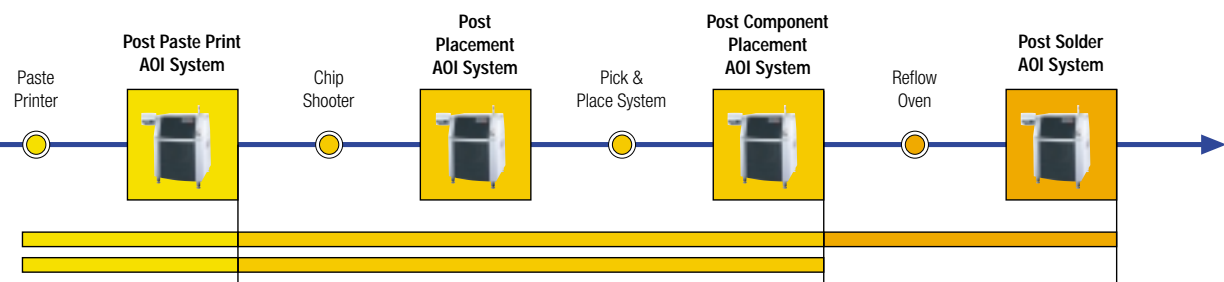 Paste
Printer
Post Paste Print
AOI System
Chip
Shooter
Post
Placement
AOI System
Pick &
Place System
Post Component
Placement
AOI System
Reflow
Oven
Post Solder
AOI System